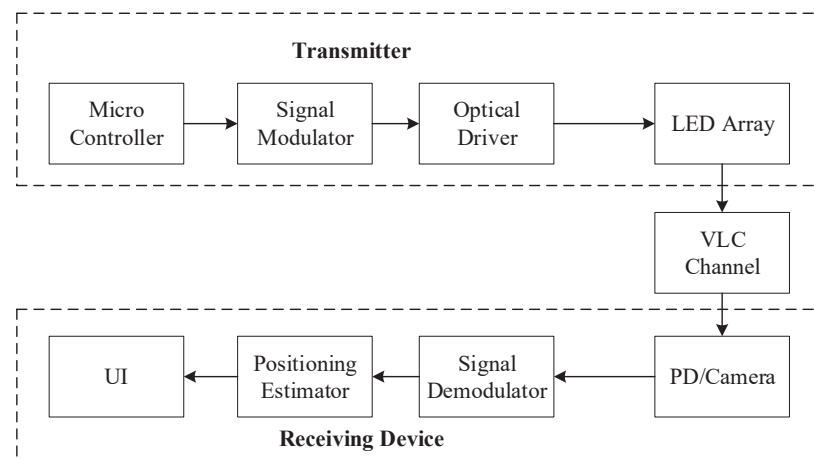 Transmitter
Micro
Controller
Signal
Modulator
Optical
Driver
LED Array
VLC
Channel
UI
Positioning
Estimator
Signal
Demodulator
PD/Camera
Receiving Device